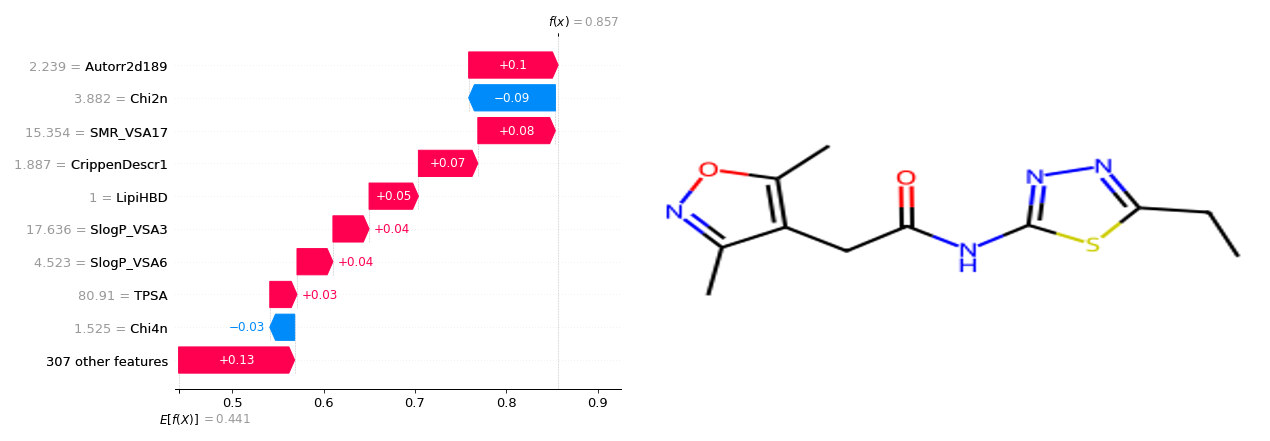 f(x) = 0.857
2.239 = Autorr2d189
+0.1
3.882 = Chi2n
−0.09
15.354 = SMR_VSA17
+0.08
1.887 = CrippenDescr1
+0.07
1 = LipiHBD
+0.05
17.636 = SlogP_VSA3
+0.04
4.523 = SlogP_VSA6
+0.04
80.91 = TPSA
+0.03
1.525 = Chi4n
−0.03
307 other features
+0.13
0.5 0.6 0.7 0.8 0.9
E[f(X)] = 0.441
O
N
O
N
H
N
N
S